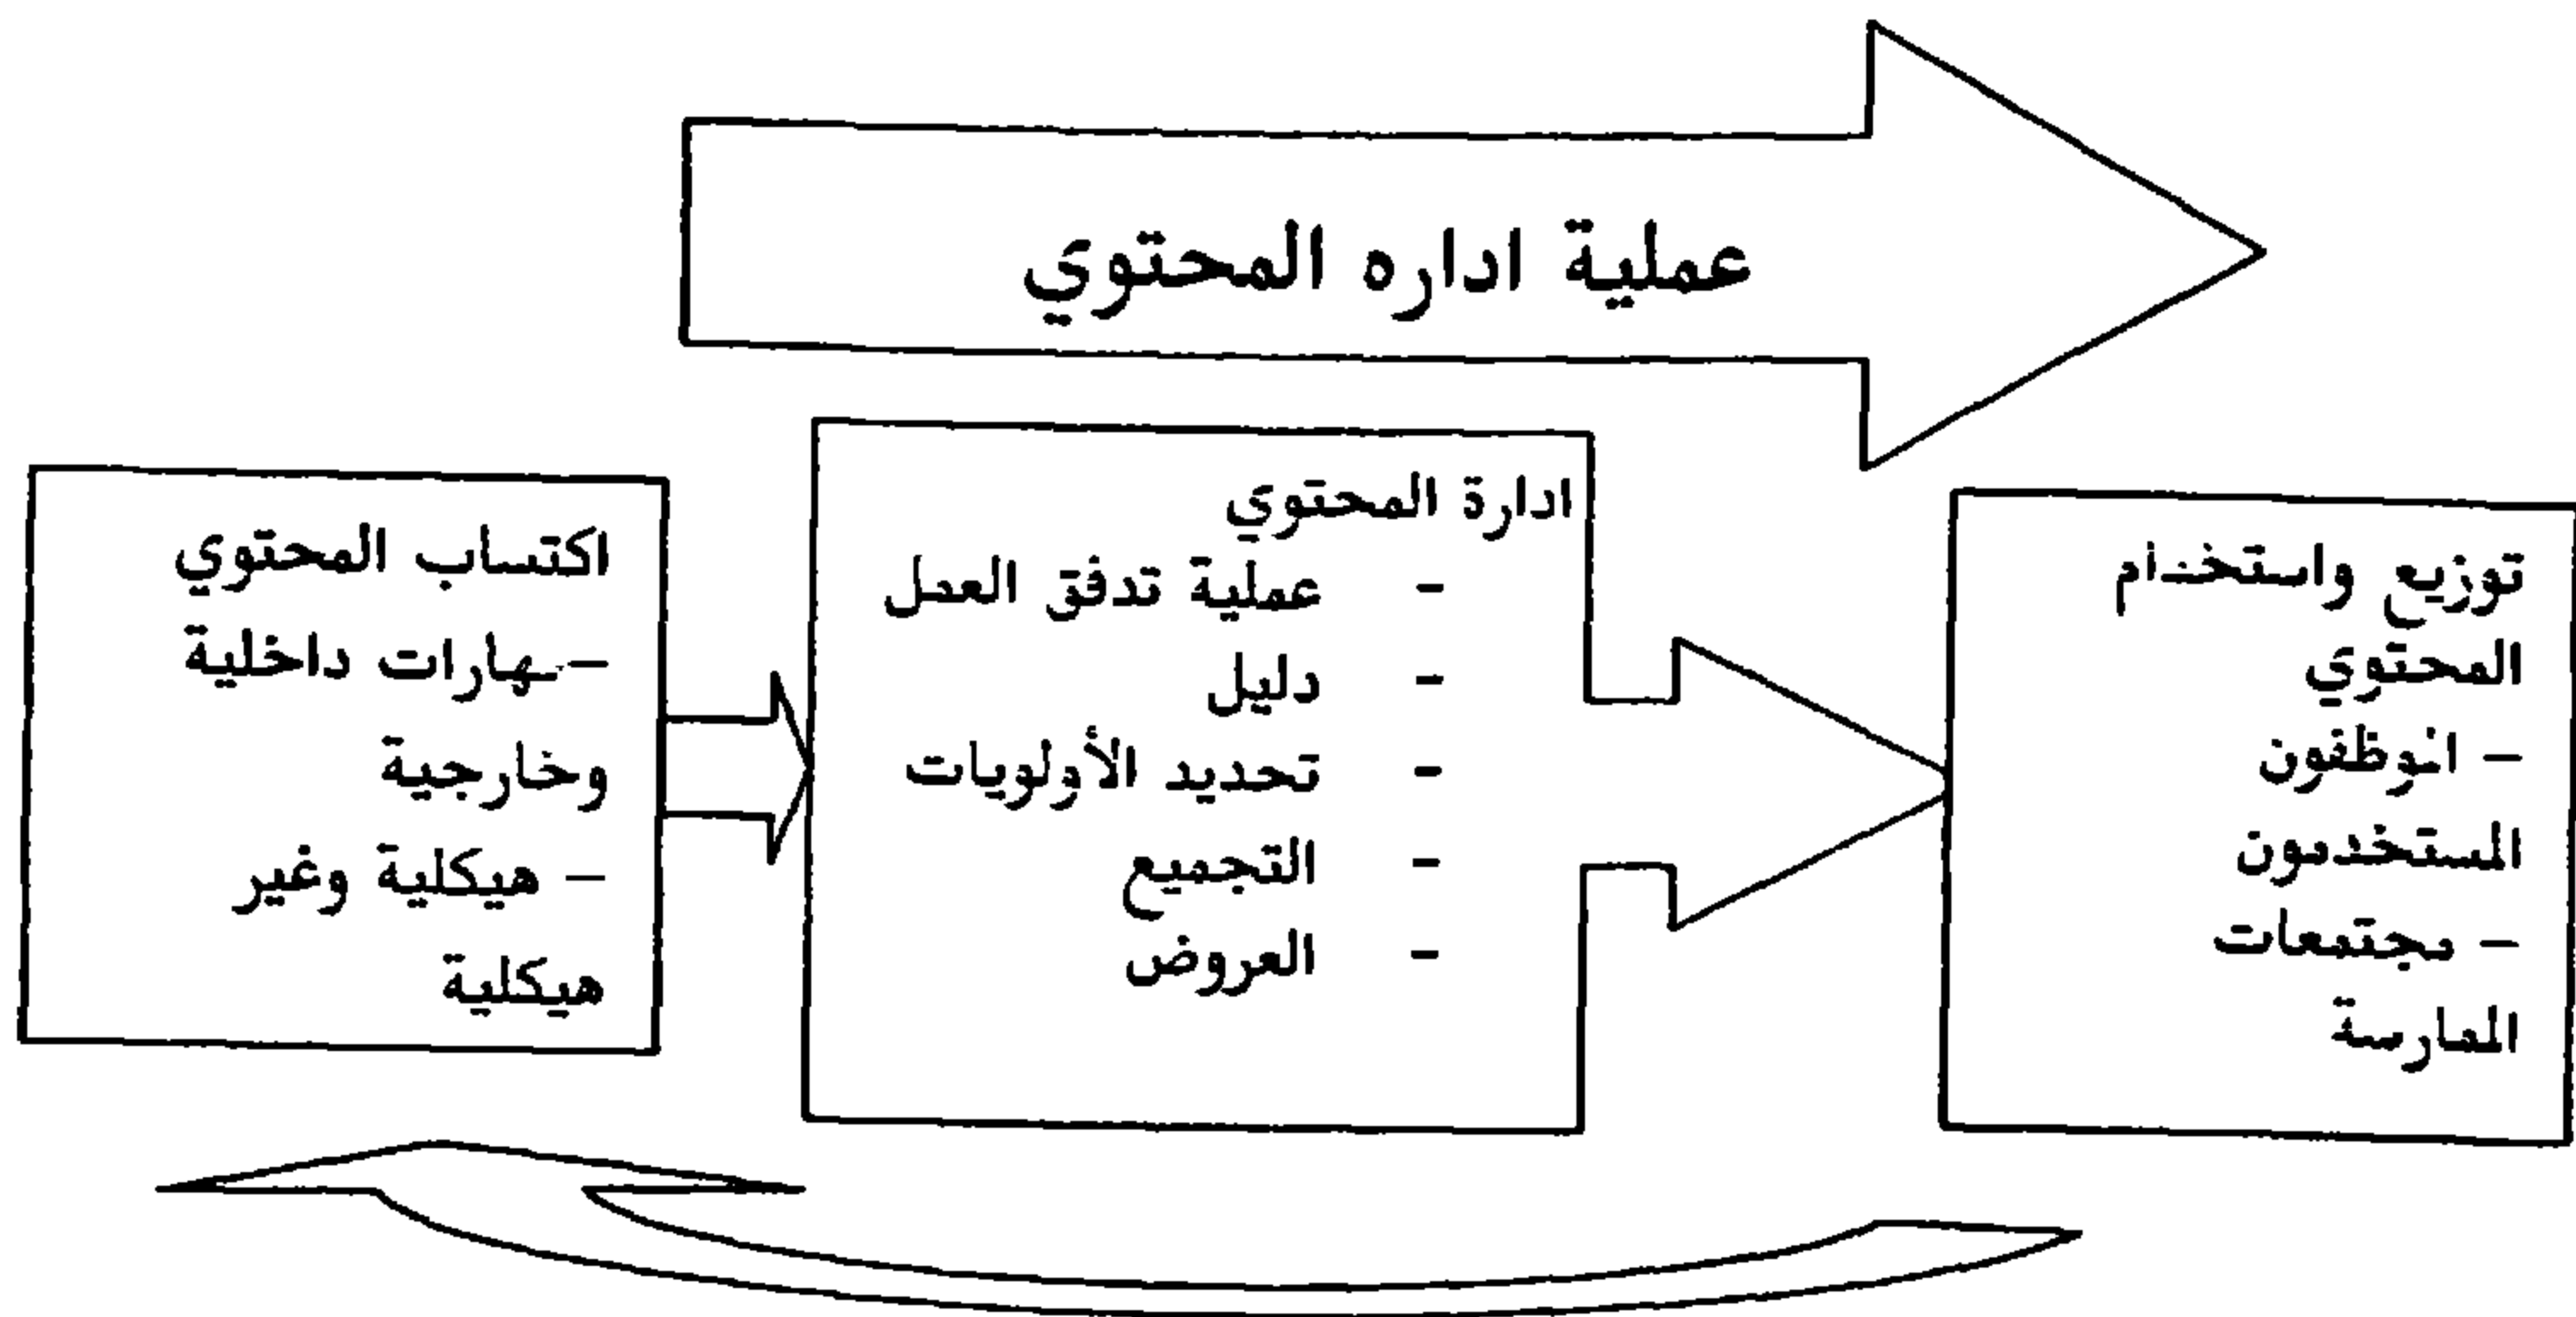 عملية اداره المحتوي
اكتساب المحتوي
– مهارات داخلية
وخارجية
– هيكلية وغير
هيكلية
ادارة المحتوي
- عملية تدفق العمل
- دليل
- تحديد الأولويات
- التجميع
- العروض
توزيع واستخدام
المحتوي
– الموظفون
المستخدمون
– مجتمعات
الممارسة